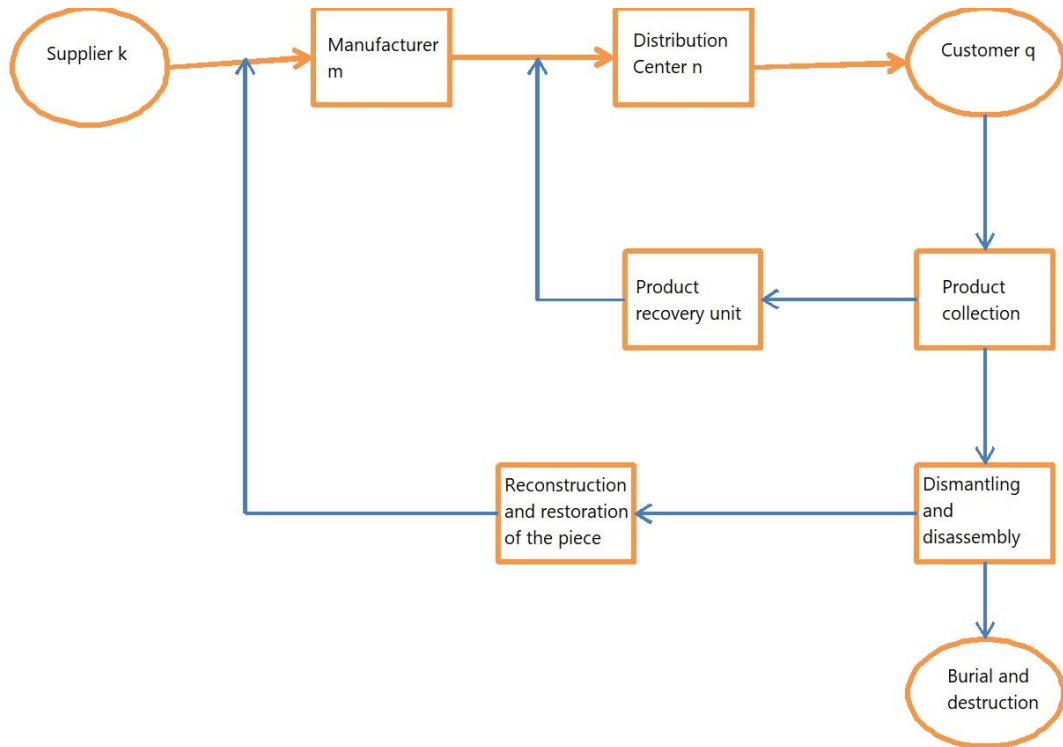 Supplier k
Manufacturer
m
Distribution
Center n
Customer q
Product
recovery unit
Product
collection
Reconstruction
and restoration
of the piece
Dismantling
and
disassembly
Burial and
destruction